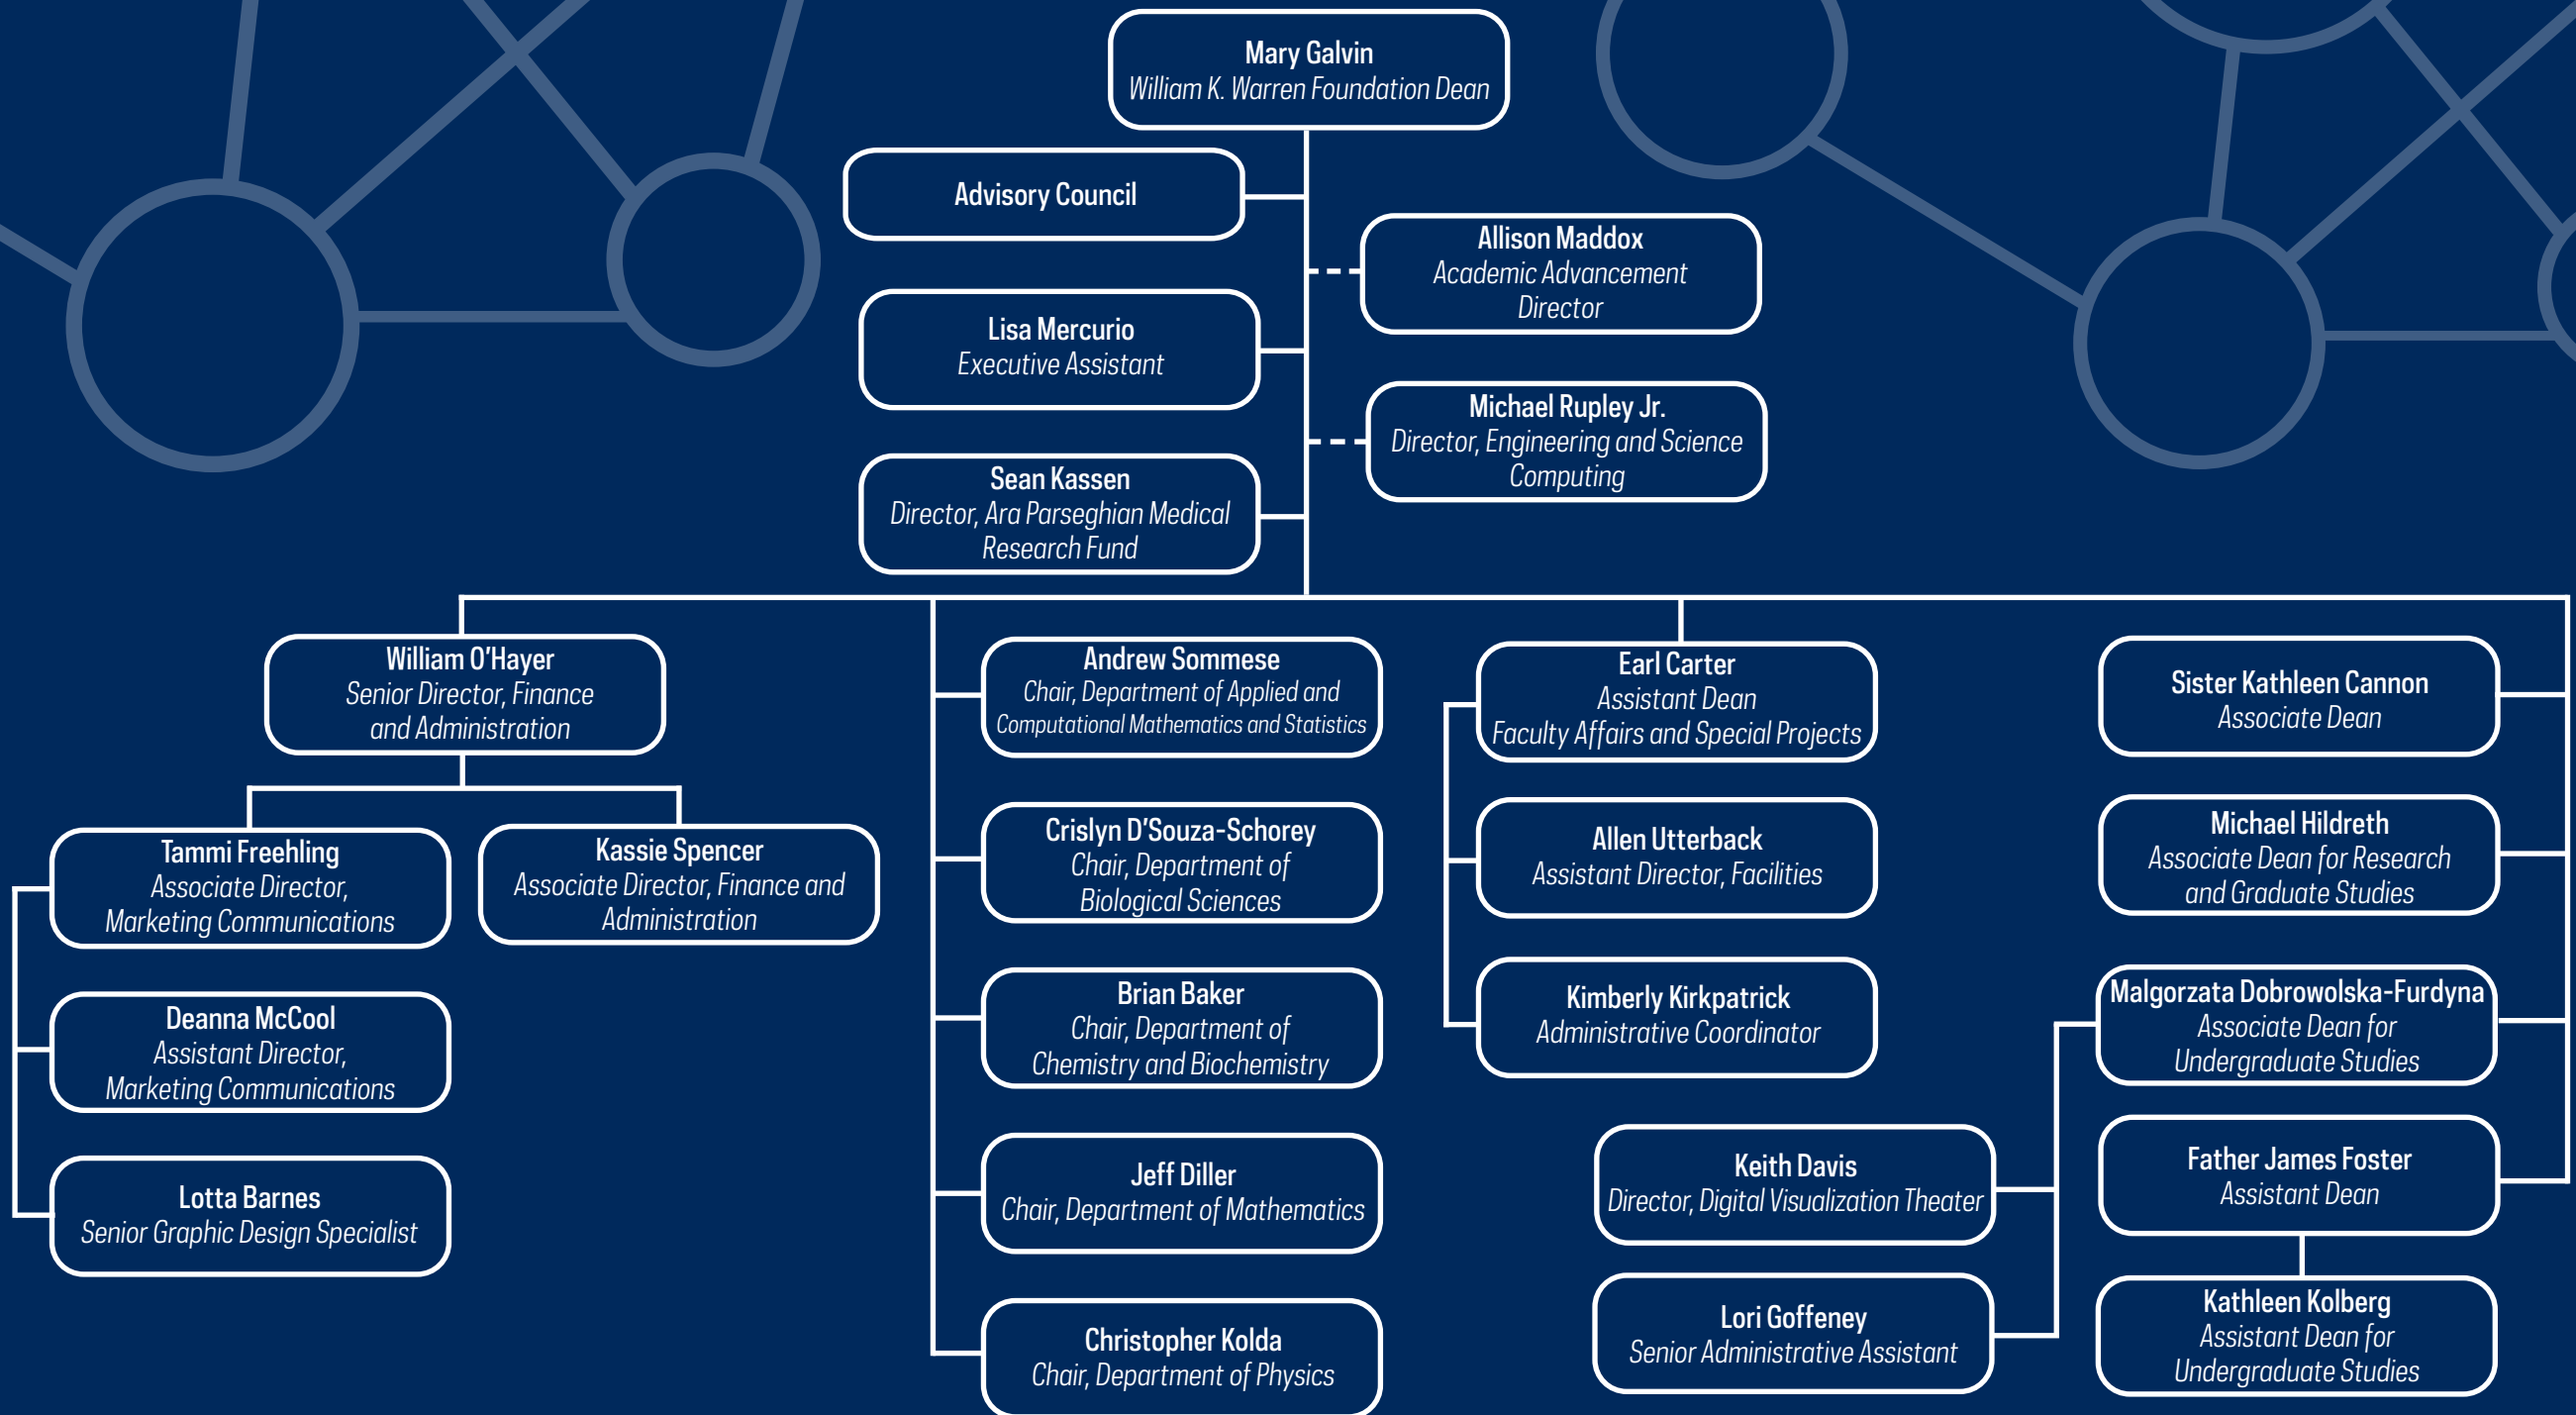 Mary Galvin
William K. Warren Foundation Dean
Advisory Council
Allison Maddox
Academic Advancement
Director
Lisa Mercurio
Executive Assistant
Michael Rupley Jr.
Director, Engineering and Science
Computing
Sean Kassen
Director, Ara Parseghian Medical
Research Fund
William O'Hayer
Senior Director, Finance
and Administration
Tammi Freehling
Associate Director,
Marketing Communications
Kassie Spencer
Associate Director, Finance and
Administration
Deanna McCool
Assistant Director,
Marketing Communications
Lotta Barnes
Senior Graphic Design Specialist
Andrew Sommese
Chair, Department of Applied and
Computational Mathematics and Statistics
Crislyn D'Souza-Schorey
Chair, Department of
Biological Sciences
Brian Baker
Chair, Department of
Chemistry and Biochemistry
Jeff Diller
Chair, Department of Mathematics
Christopher Kolda
Chair, Department of Physics
Earl Carter
Assistant Dean
Faculty Affairs and Special Projects
Allen Utterback
Assistant Director, Facilities
Kimberly Kirkpatrick
Administrative Coordinator
Sister Kathleen Cannon
Associate Dean
Michael Hildreth
Associate Dean for Research
and Graduate Studies
Malgorzata Dobrowolska-Furdyna
Associate Dean for
Undergraduate Studies
Keith Davis
Director, Digital Visualization Theater
Lori Goffeney
Senior Administrative Assistant
Father James Foster
Assistant Dean
Kathleen Kolberg
Assistant Dean for
Undergraduate Studies